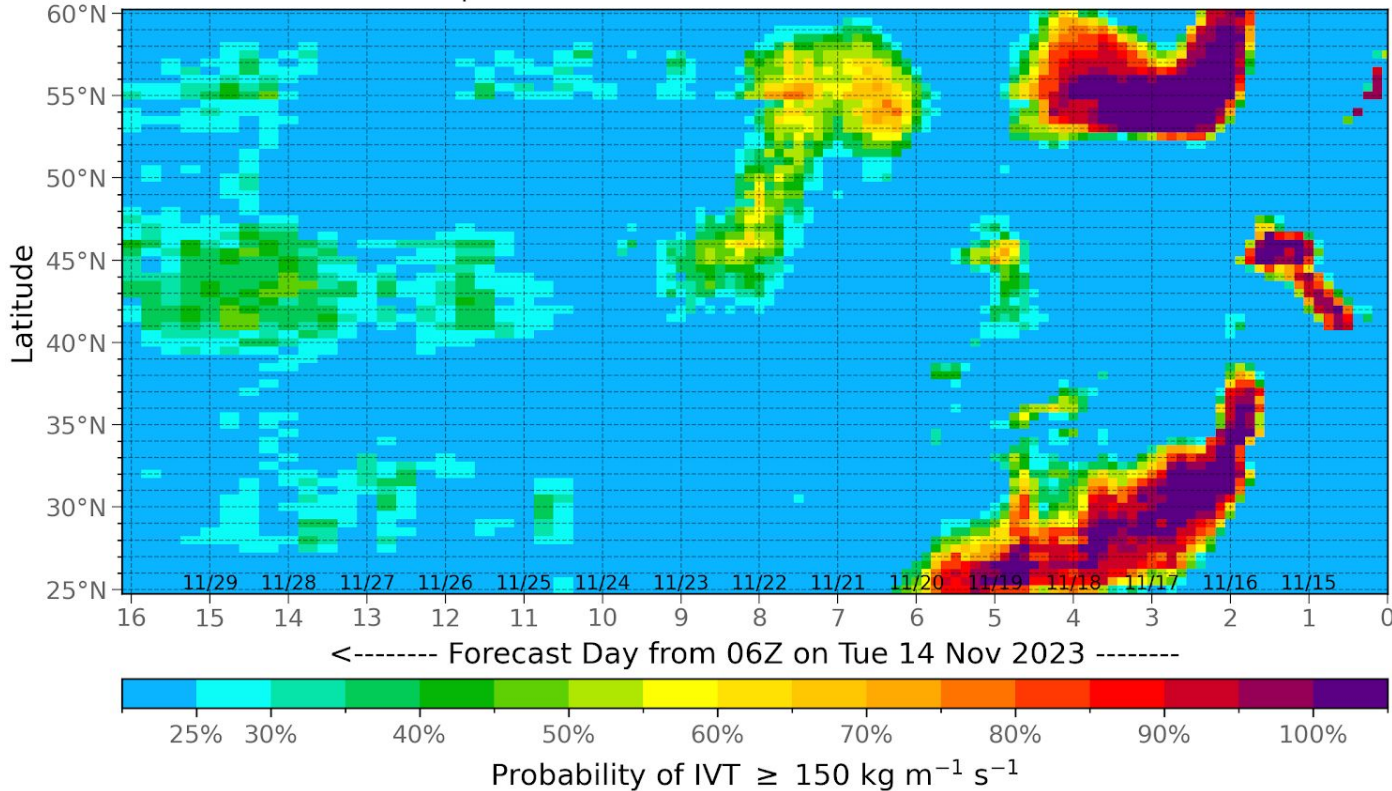 60°N
55°N
50°N
45°N
40°N
35°N
30°N
25°N
Latitude
11/29 11/28 11/27 11/26 11/25 11/24 11/23 11/22 11/21 11/20 11/19 11/18 11/17 11/16 11/15
16 15 14 13 12 11 10 9 8 7 6 5 4 3 2 1 0
<-------- Forecast Day from 06Z on Tue 14 Nov 2023 --------
25% 30% 40% 50% 60% 70% 80% 90% 100%
Probability of IVT ≥ 150 kg m⁻¹ s⁻¹